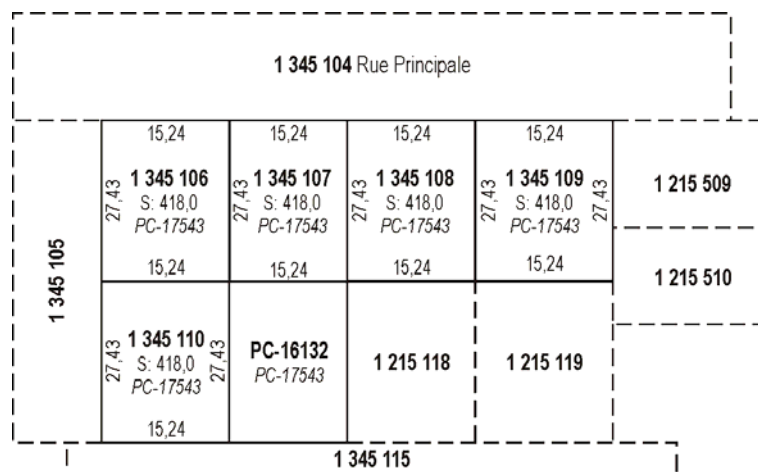 1 345 104 Rue Principale
15,24 15,24 15,24 15,24
1 345 106 1 345 107 1 345 108 1 345 109
27,43 27,43 27,43 27,43 27,43
S: 418,0 S: 418,0 S: 418,0 S: 418,0
PC-17543 PC-17543 PC-17543 PC-17543
15,24 15,24 15,24 15,24
1 215 509
1 215 510
1 345 105
1 345 110
27,43 27,43
S: 418,0
PC-17543
15,24
PC-16132
PC-17543
1 215 118
1 215 119
1 345 115